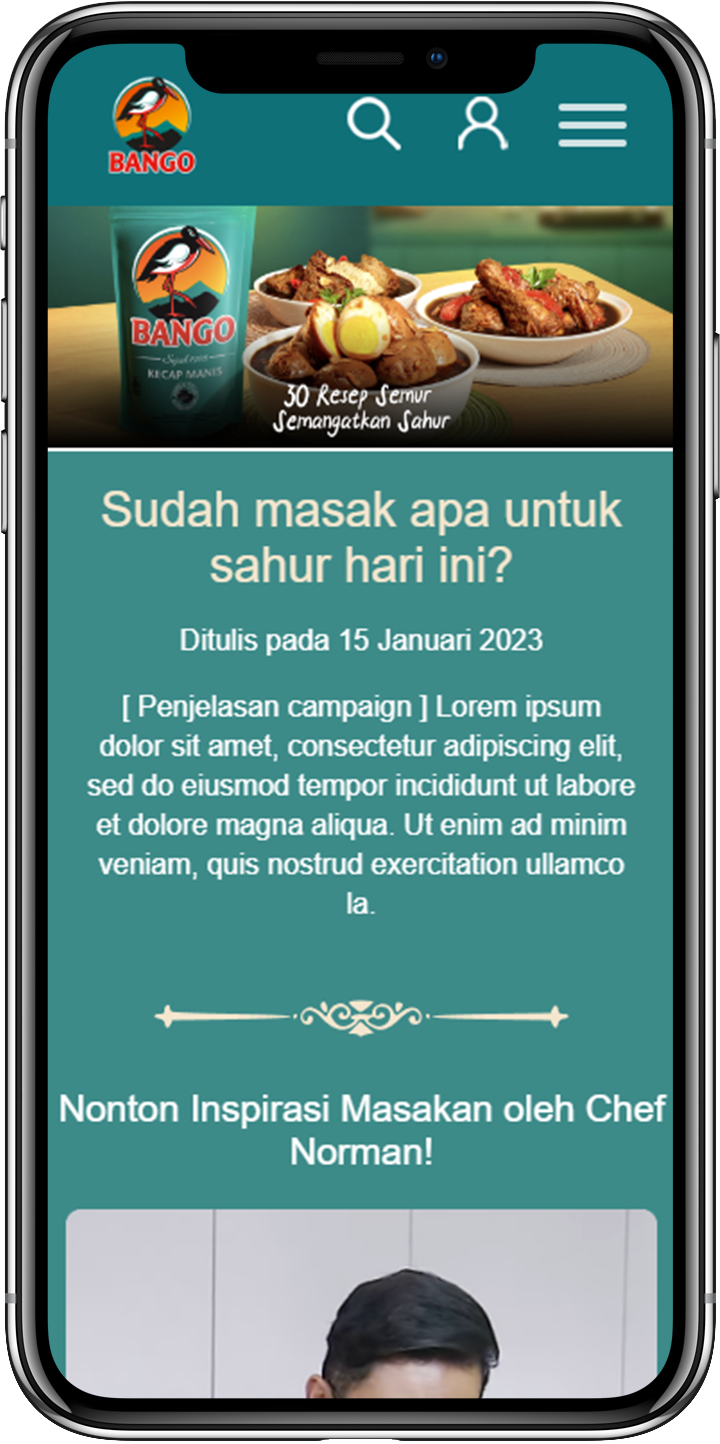 BANGO
BANGO
Sejak 1928
KECAP MANIS
30 Resep Semur
Semangatkan Sahur
Sudah masak apa untuk
sahur hari ini?
Ditulis pada 15 Januari 2023
[ Penjelasan campaign ] Lorem ipsum
dolor sit amet, consectetur adipiscing elit,
sed do eiusmod tempor incididunt ut labore
et dolore magna aliqua. Ut enim ad minim
veniam, quis nostrud exercitation ullamco
la.
Nonton Inspirasi Masakan oleh Chef
Norman!